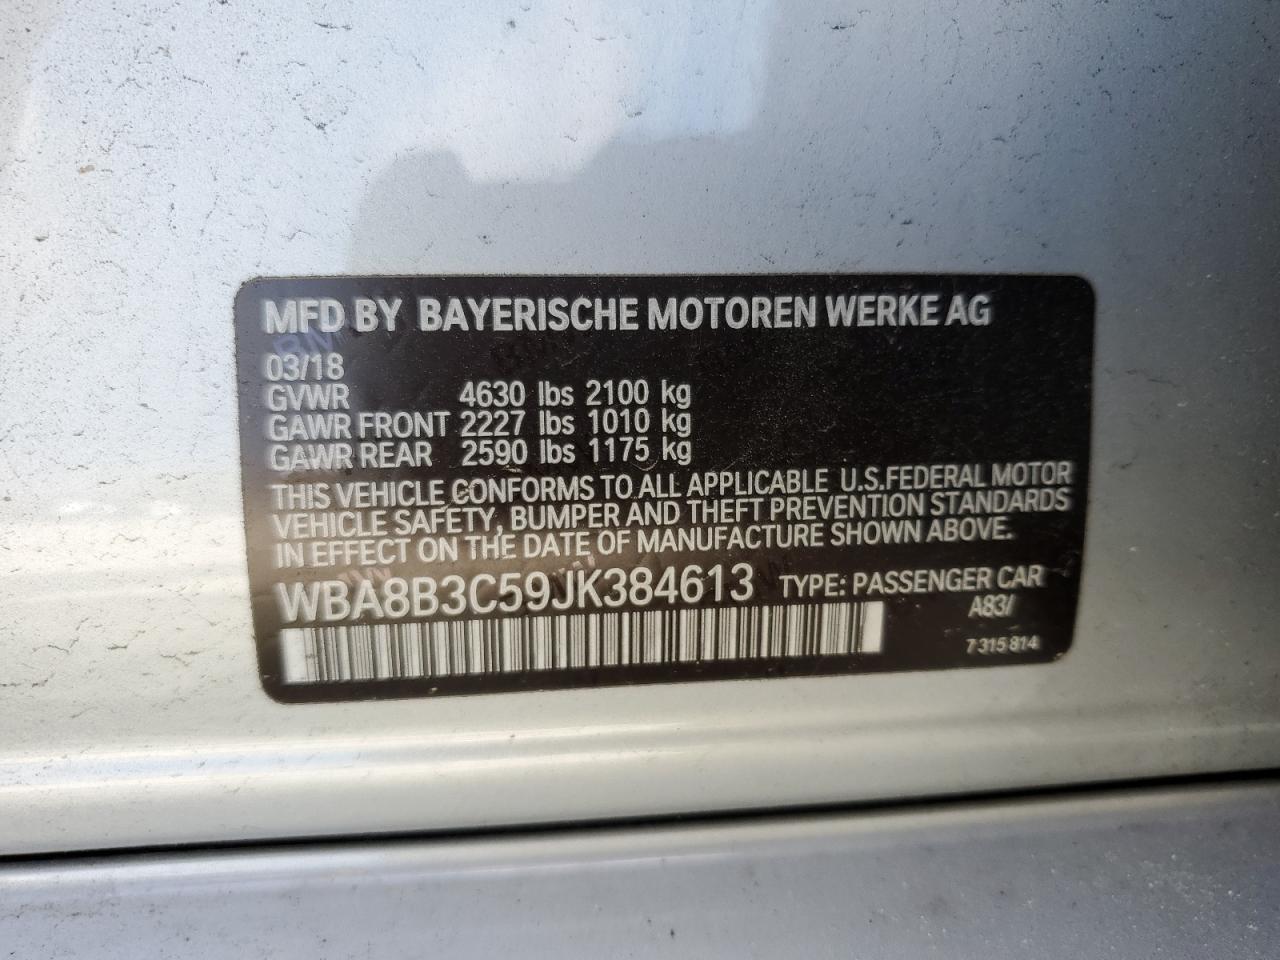 MFD BY BAYERISCHE MOTOREN WERKE AG
03/18
GVWR 4630 lbs 2100 kg
GAWR FRONT 2227 lbs 1010 kg
GAWR REAR 2590 lbs 1175 kg
THIS VEHICLE CONFORMS TO ALL APPLICABLE U.S.FEDERAL MOTOR
VEHICLE SAFETY, BUMPER AND THEFT PREVENTION STANDARDS
IN EFFECT ON THE DATE OF MANUFACTURE SHOWN ABOVE.
WBA8B3C59JK384613 TYPE: PASSENGER CAR
A83/
7 315 814